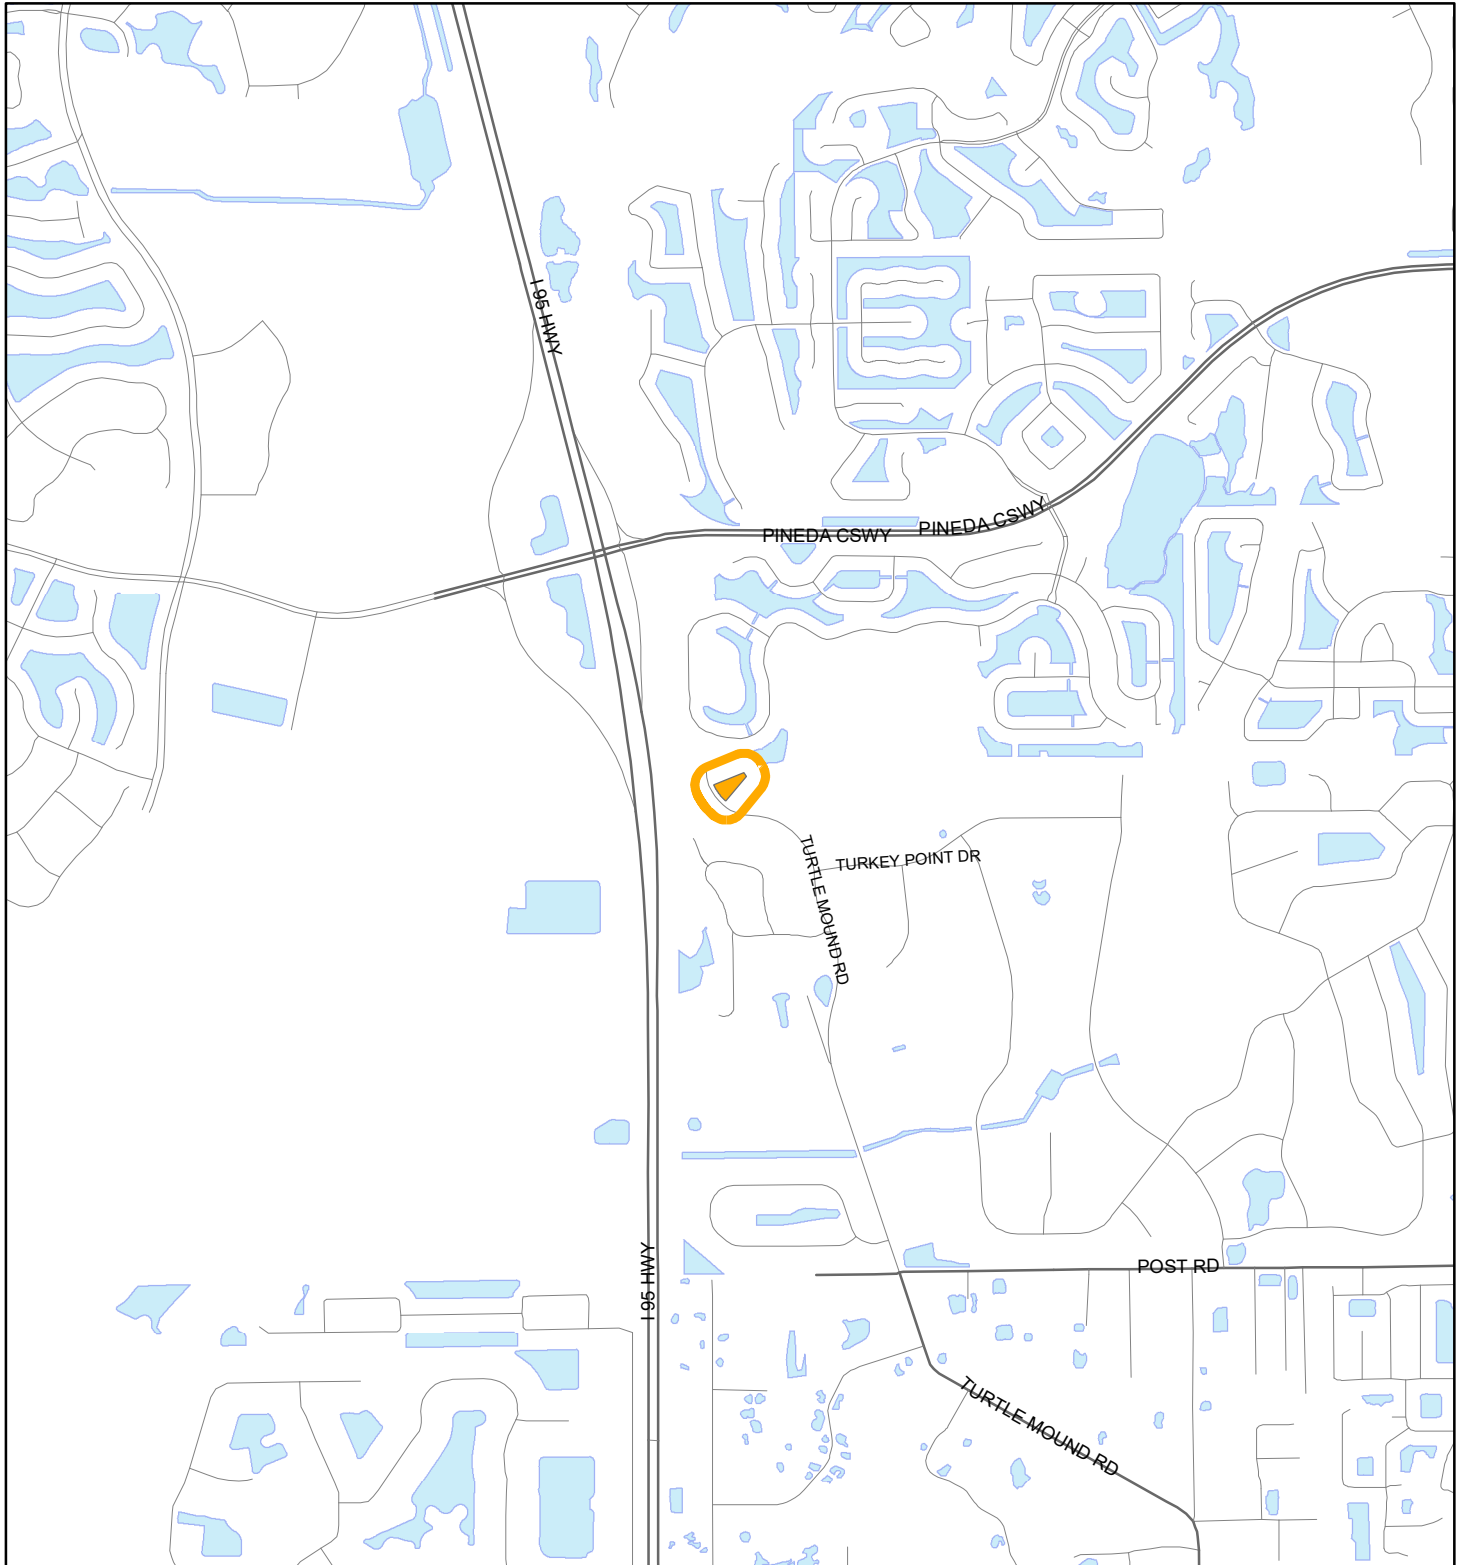 I 95 HWY
PINEDA CSWY
PINEDA CSWY
TURKEY POINT DR
TURTLE MOUND RD
I 95 HWY
POST RD
TURTLE MOUND RD